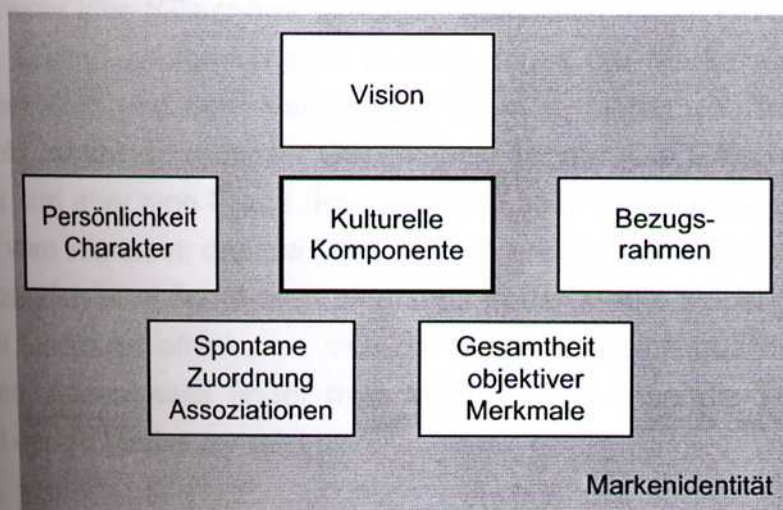 Vision
Persönlichkeit
Charakter
Kulturelle
Komponente
Bezugs-
rahmen
Spontane
Zuordnung
Assoziationen
Gesamtheit
objektiver
Merkmale
Markenidentität